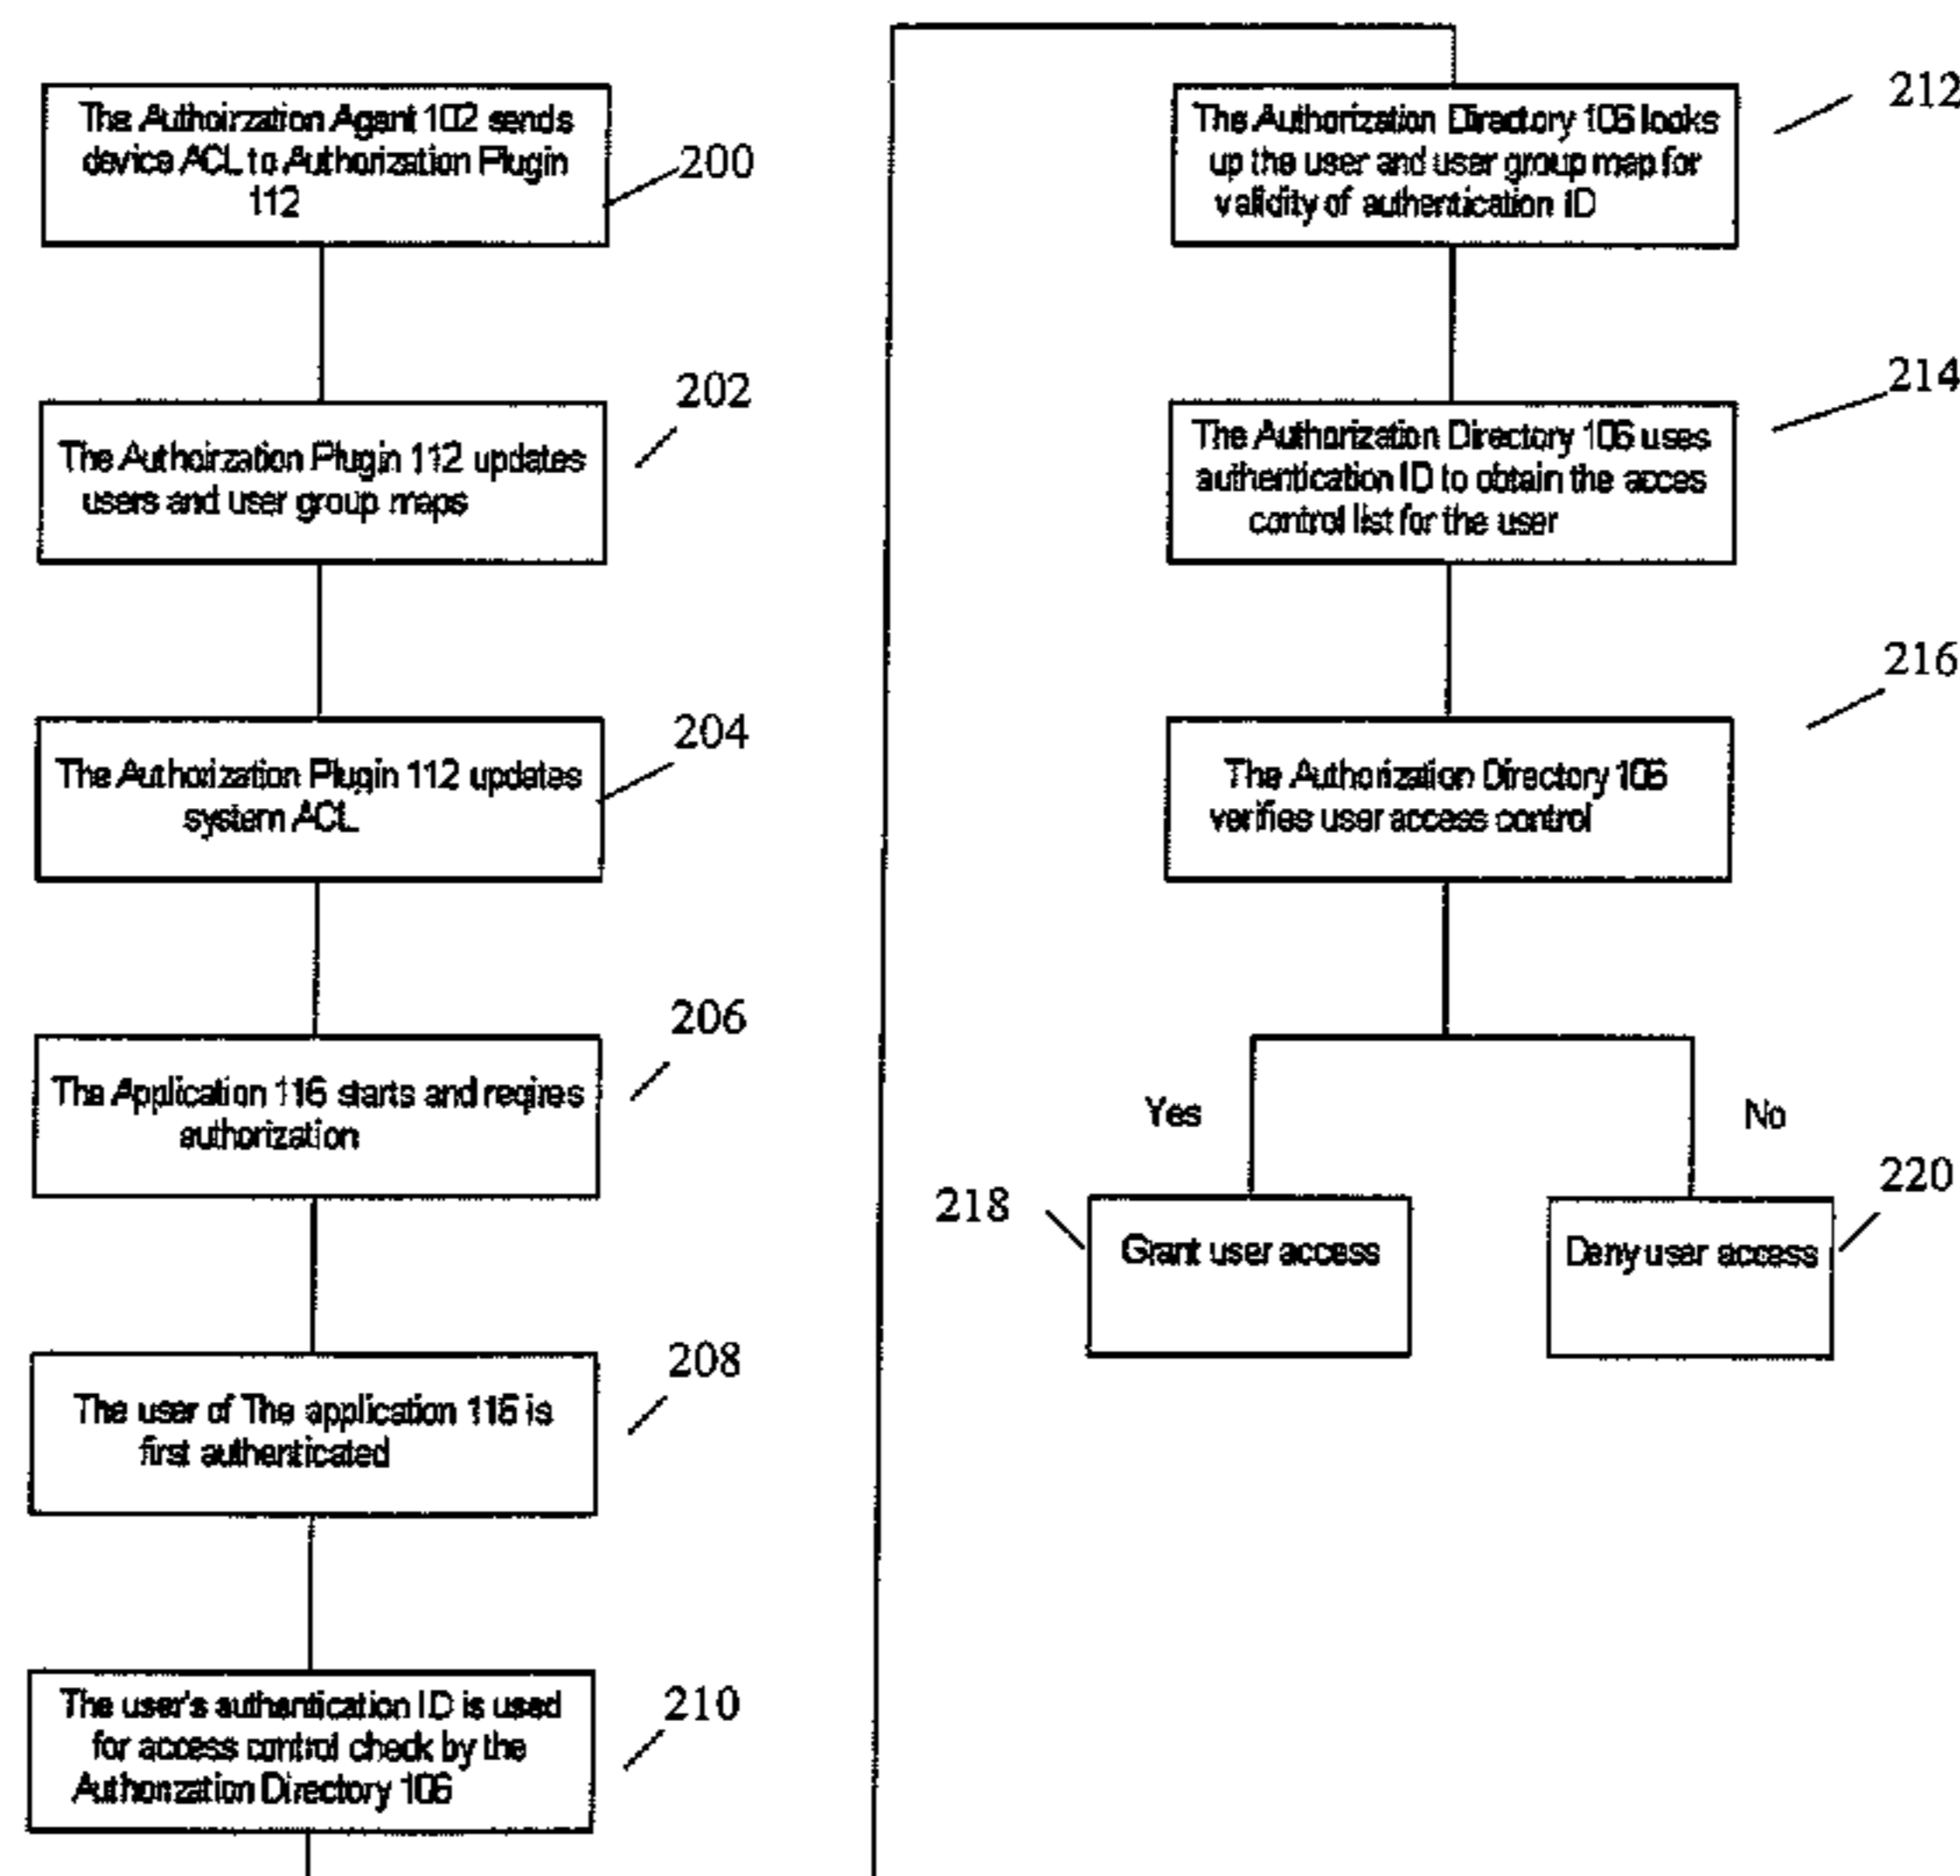 The Authoirzation Agent 102 sends
device ACL to Authorization Plugin
112
200
The Authoirzation Plugin 112 updates
users and user group maps
202
The Authorization Plugin 112 updates
system ACL
204
The Application 116 starts and reqires
authorization
206
The user of The application 116 is
first authenticated
208
The user's authentication ID is used
for access control check by the
Authorzation Directory 106
210
The Authorization Directory 106 looks
up the user and user group map for
validity of authentication ID
212
The Authorization Directory 106 uses
authentication ID to obtain the acces
control list for the user
214
The Authorization Directory 106
verifies user access control
216
Yes
No
218
Grant user access
Deny user access
220